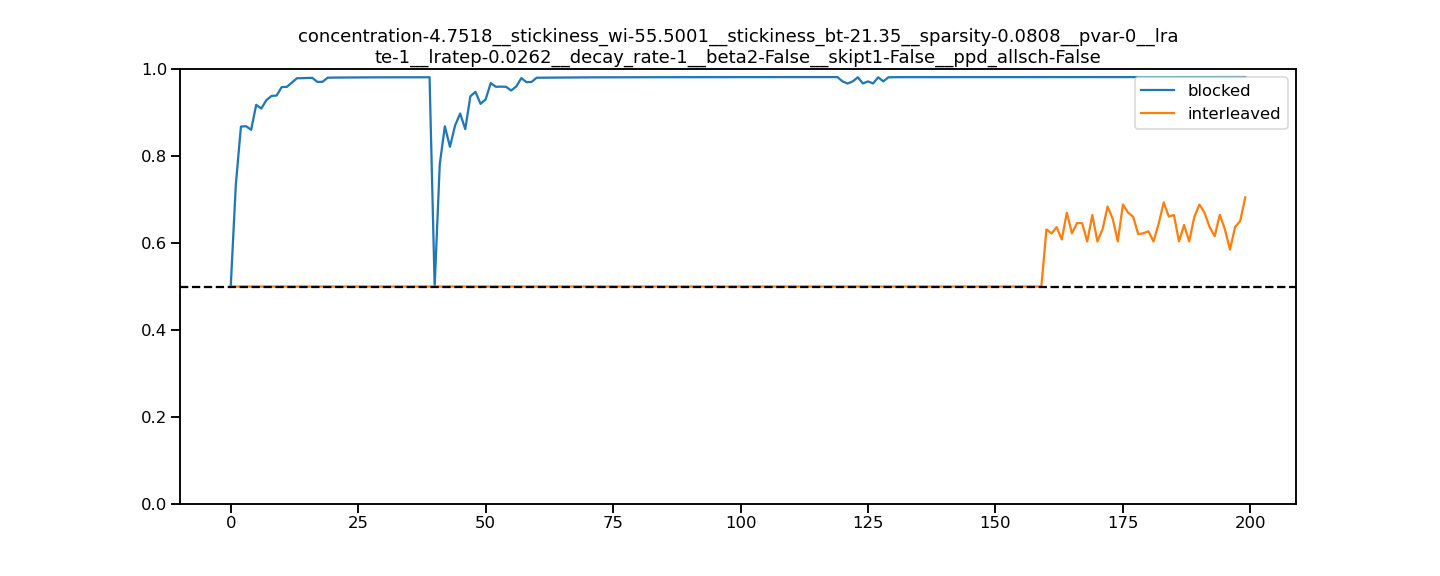 concentration-4.7518__stickiness_wi-55.5001__stickiness_bt-21.35__sparsity-0.0808__pvar-0__lra
te-1__lratep-0.0262__decay_rate-1__beta2-False__skipt1-False__ppd_allsch-False
1.0
0.8
0.6
0.4
0.2
0.0
blocked
interleaved
0 25 50 75 100 125 150 175 200